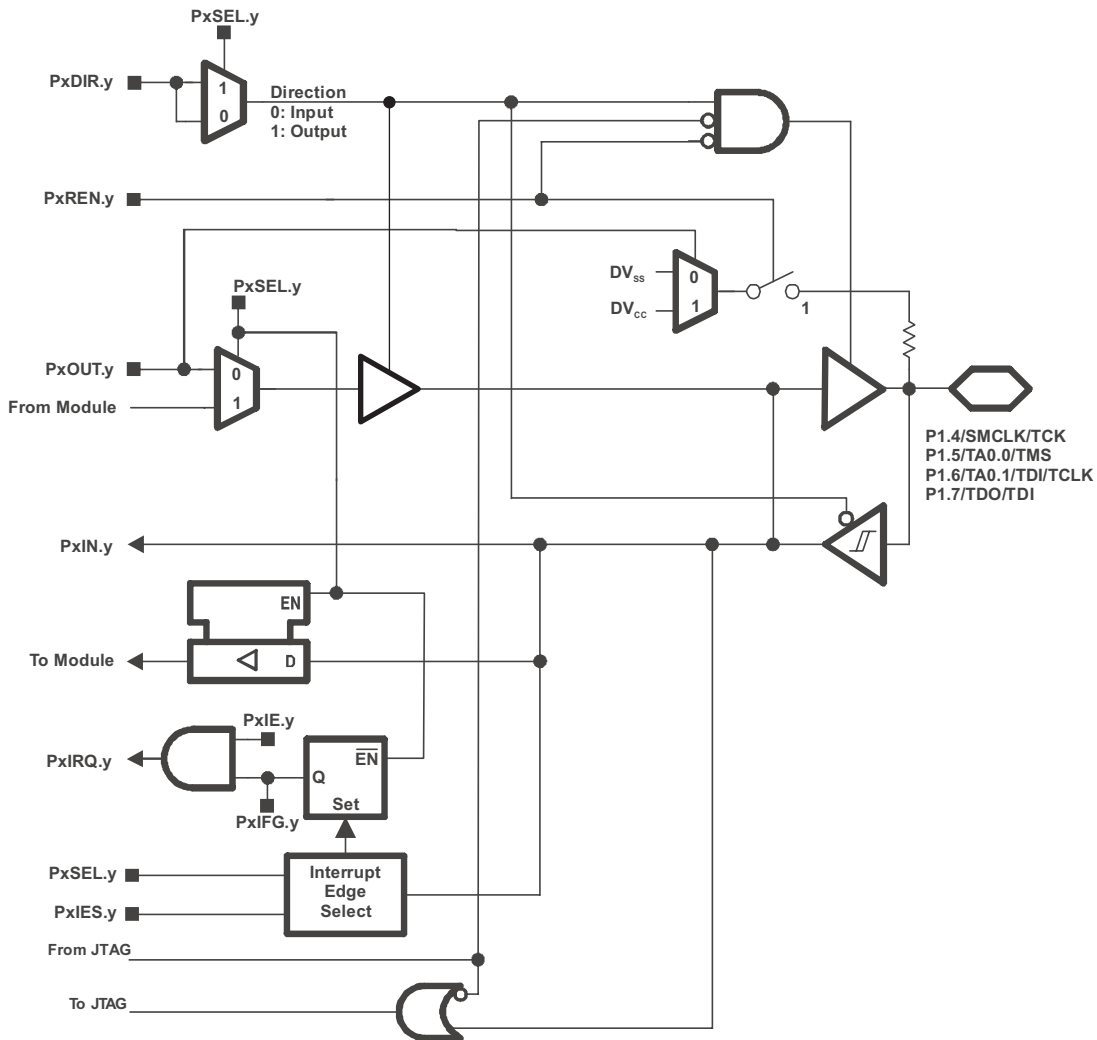 PxSEL.y
PxDIR.y
1
0
Direction
0: Input
1: Output
PxREN.y
DVss
0
DVcc
1
1
PxSEL.y
PxOUT.y
0
From Module
1
P1.4/SMCLK/TCK
P1.5/TA0.0/TMS
P1.6/TA0.1/TDI/TCLK
P1.7/TDO/TDI
PxIN.y
EN
To Module
D
PxIE.y
PxIRQ.y
EN
Q
Set
PxIFG.y
PxSEL.y
Interrupt
Edge
Select
PxIES.y
From JTAG
To JTAG